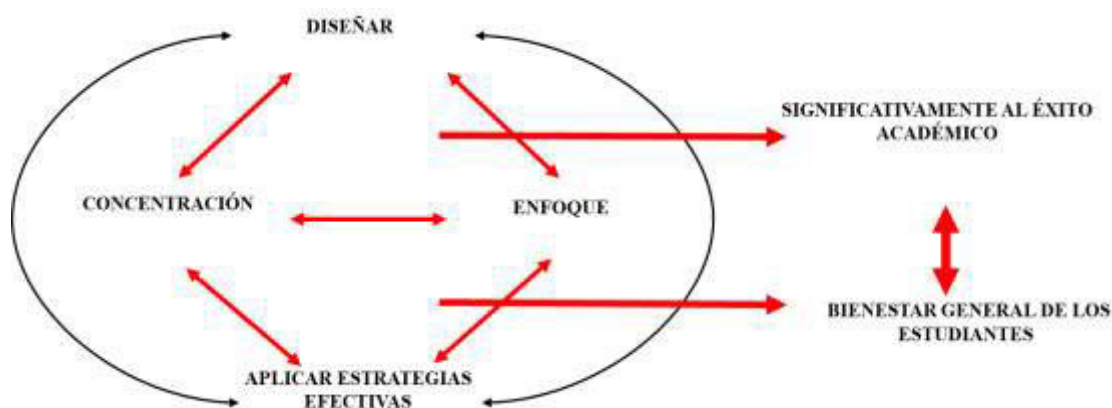 DISEÑAR
SIGNIFICATIVAMENTE AL ÉXITO
ACADÉMICO
CONCENTRACIÓN
ENFOQUE
BIENESTAR GENERAL DE LOS
ESTUDIANTES
APLICAR ESTRATEGIAS
EFECTIVAS